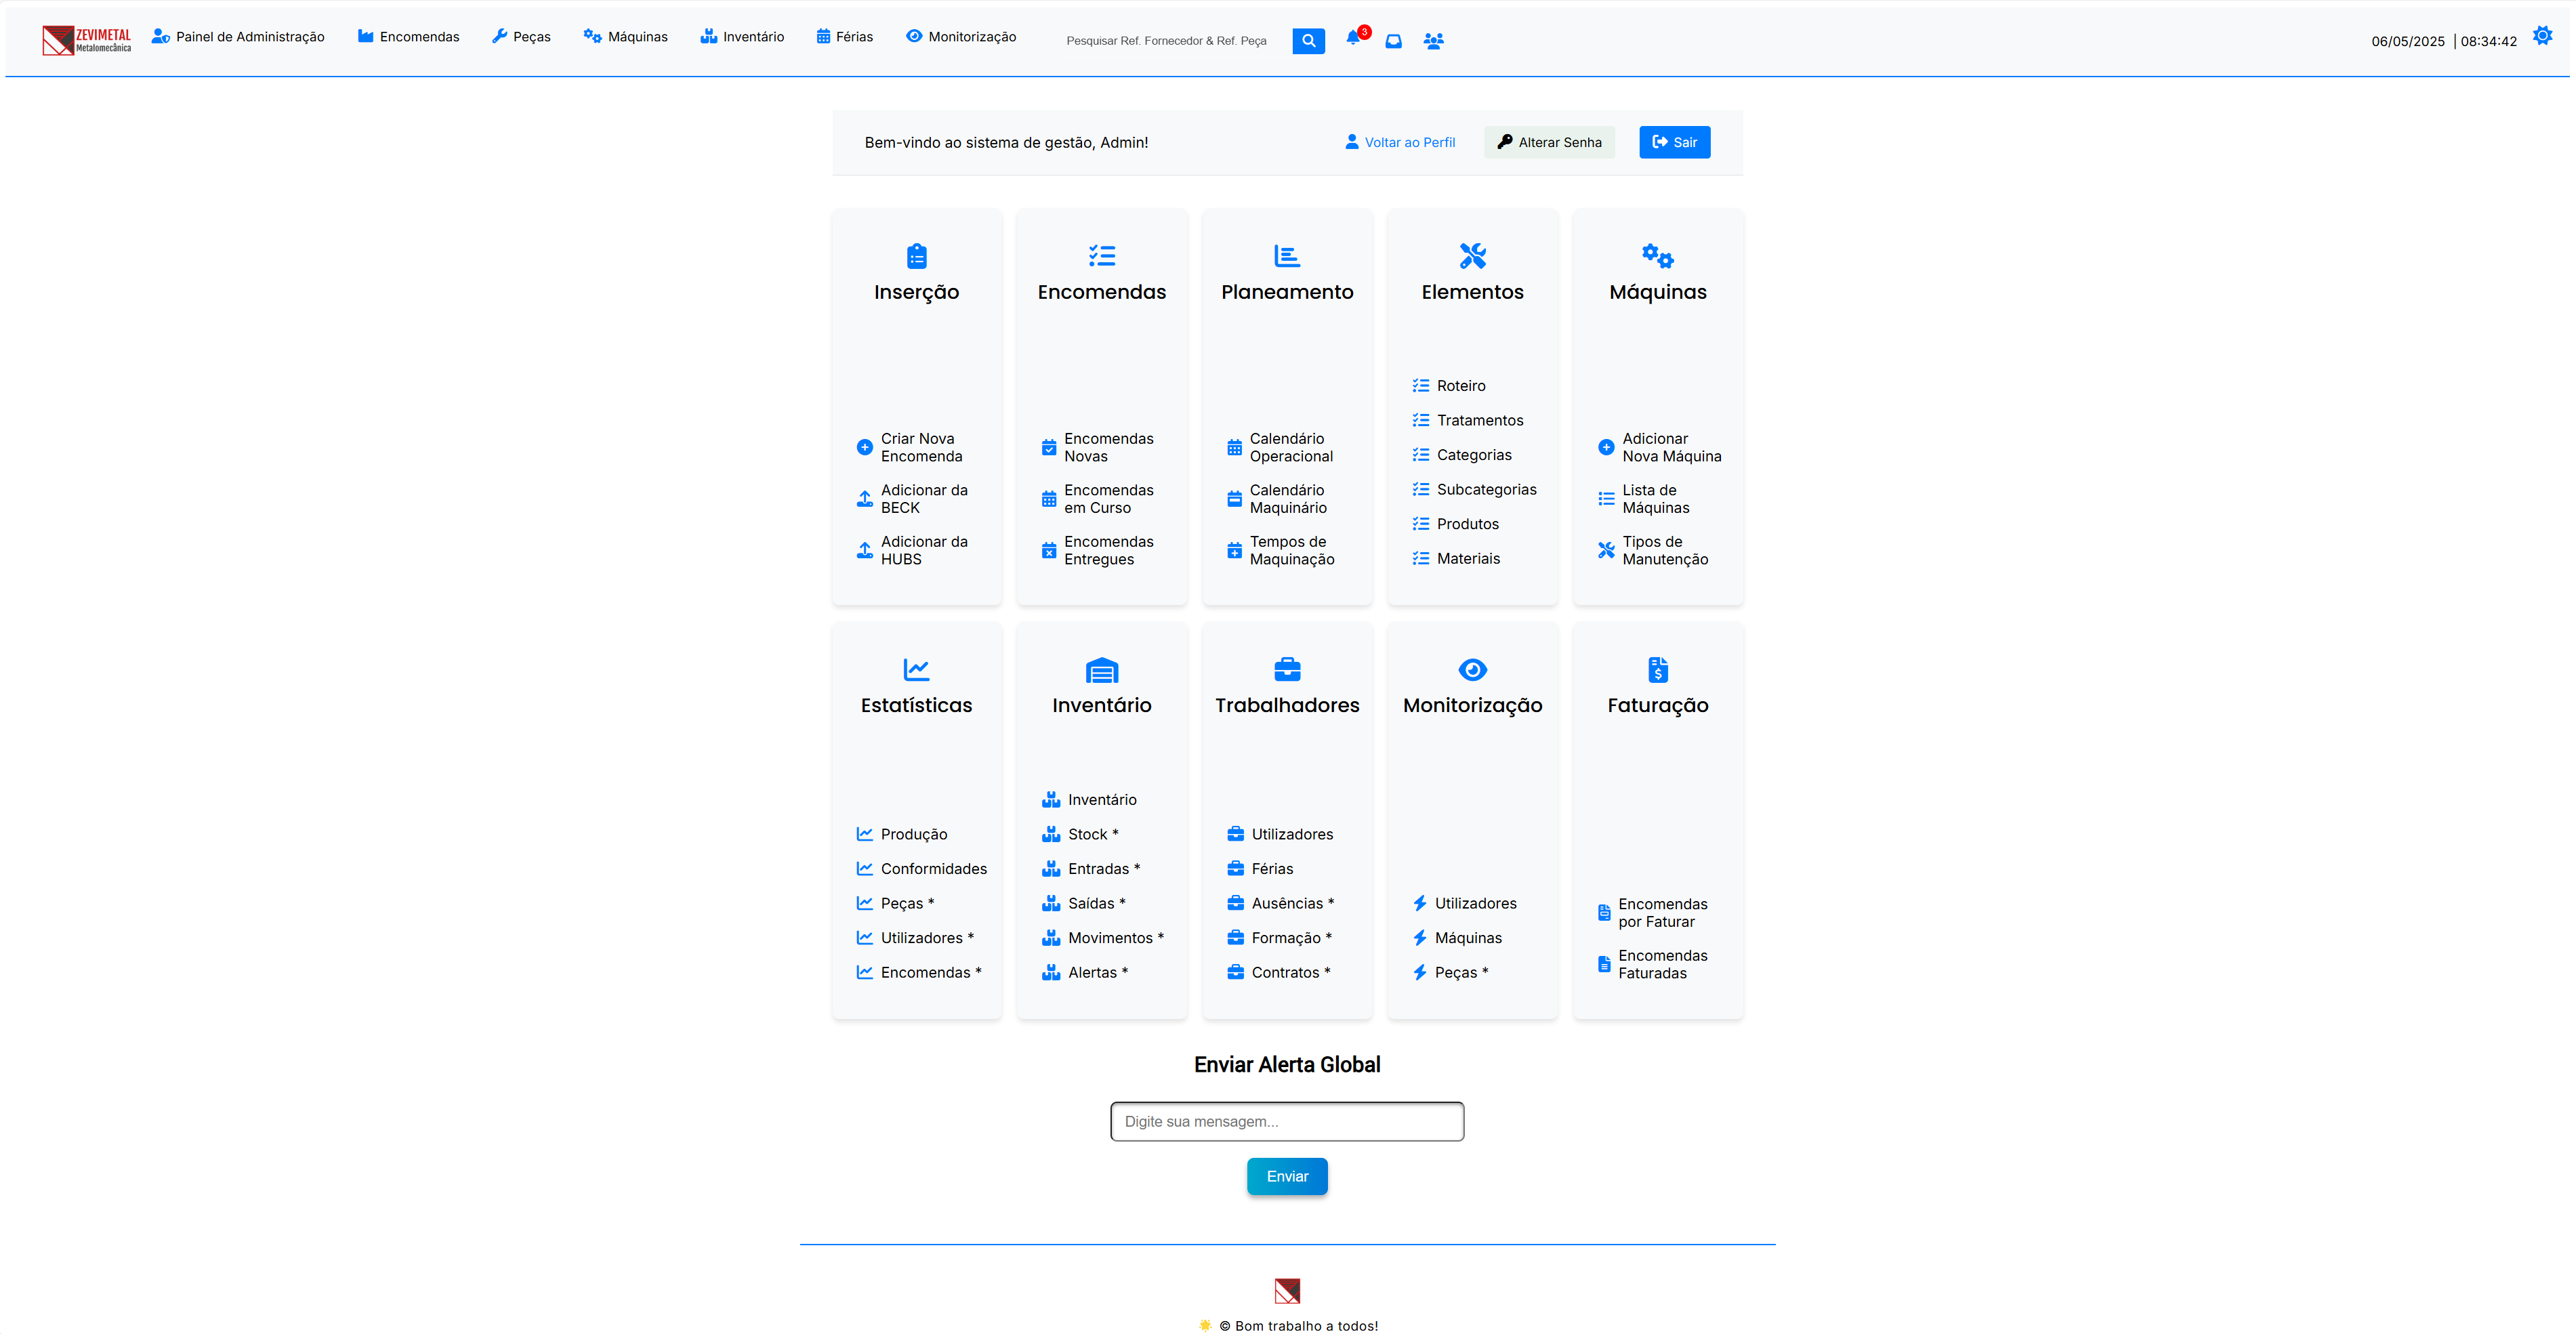 ZEVIMETAL
Metalomecânica
Painel de Administração
Encomendas
Peças
Máquinas
Inventário
Férias
Monitorização
Pesquisar Ref. Fornecedor & Ref. Peça
3
06/05/2025 | 08:34:42
Bem-vindo ao sistema de gestão, Admin!
Voltar ao Perfil
Alterar Senha
Sair
Inserção
Criar Nova
Encomenda
Adicionar da
BECK
Adicionar da
HUBS
Encomendas
Encomendas
Novas
Encomendas
em Curso
Encomendas
Entregues
Planeamento
Calendário
Operacional
Calendário
Maquinário
Tempos de
Maquinação
Elementos
Roteiro
Tratamentos
Categorias
Subcategorias
Produtos
Materiais
Máquinas
Adicionar
Nova Máquina
Lista de
Máquinas
Tipos de
Manutenção
Estatísticas
Produção
Conformidades
Peças *
Utilizadores *
Encomendas *
Inventário
Inventário
Stock *
Entradas *
Saídas *
Movimentos *
Alertas *
Trabalhadores
Utilizadores
Férias
Ausências *
Formação *
Contratos *
Monitorização
Utilizadores
Máquinas
Peças *
Faturação
Encomendas
por Faturar
Encomendas
Faturadas
Enviar Alerta Global
Digite sua mensagem...
Enviar
🌟 © Bom trabalho a todos!